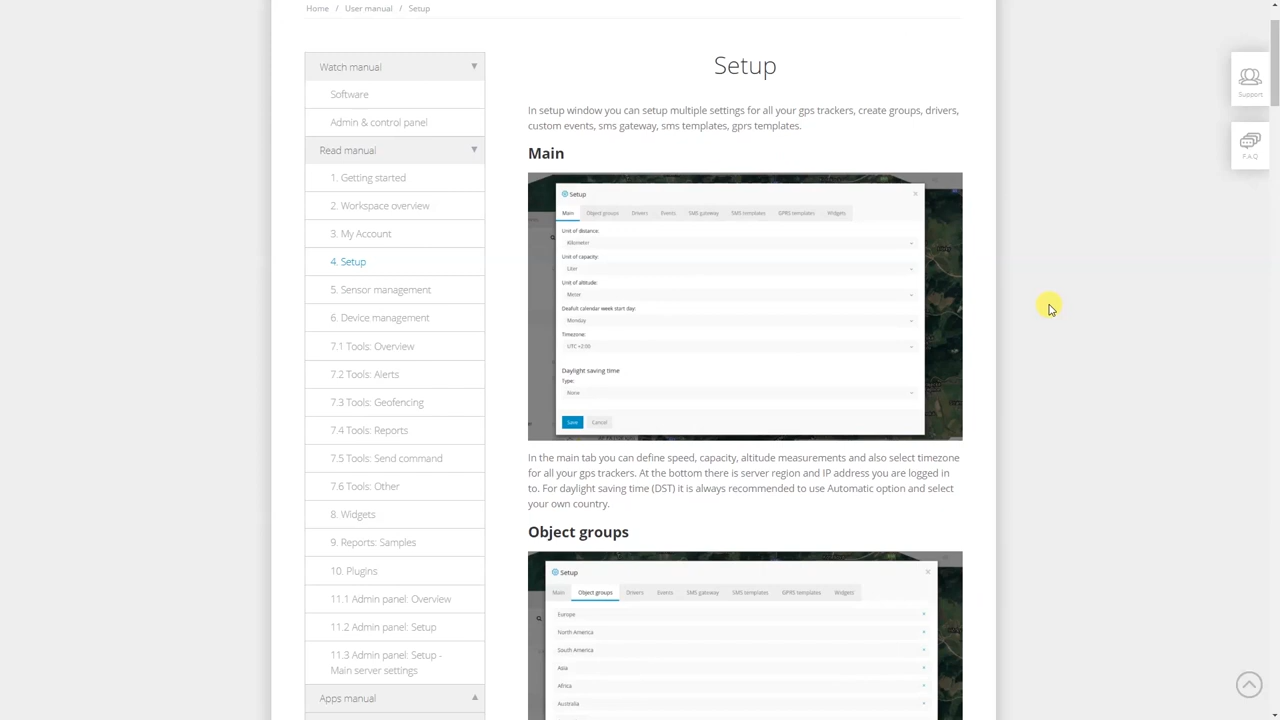 Home / User manual / Setup
Watch manual
Software
Admin & control panel
Read manual
1. Getting started
2. Workspace overview
3. My Account
4. Setup
5. Sensor management
6. Device management
7.1 Tools: Overview
7.2 Tools: Alerts
7.3 Tools: Geofencing
7.4 Tools: Reports
7.5 Tools: Send command
7.6 Tools: Other
8. Widgets
9. Reports: Samples
10. Plugins
11.1 Admin panel: Overview
11.2 Admin panel: Setup
11.3 Admin panel: Setup -
Main server settings
Apps manual
Setup
In setup window you can setup multiple settings for all your gps trackers, create groups, drivers,
custom events, sms gateway, sms templates, gprs templates.
Main
Setup
Main Object groups Drivers Events SMS gateway SMS templates GPRS templates Widgets
Unit of distance:
Kilometer
Unit of capacity:
Liter
Unit of altitude:
Meter
Deafult calendar week start day:
Monday
Timezone:
UTC +2:00
Daylight saving time
Type:
None
Save Cancel
In the main tab you can define speed, capacity, altitude measurements and also select timezone
for all your gps trackers. At the bottom there is server region and IP address you are logged in
to. For daylight saving time (DST) it is always recommended to use Automatic option and select
your own country.
Object groups
Setup
Main Object groups Drivers Events SMS gateway SMS templates GPRS templates Widgets
Europe
North America
South America
Asia
Africa
Australia
Support
F.A.Q